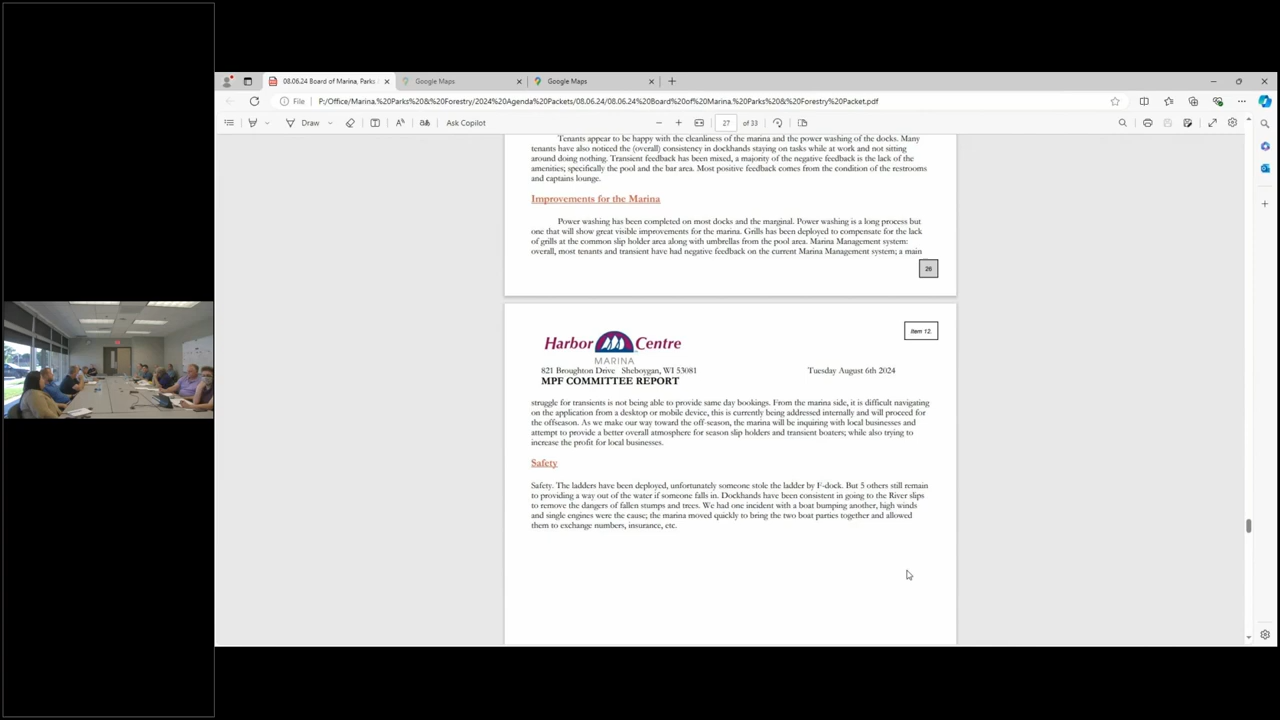 08.06.24 Board of Marina, Parks
Google Maps
Google Maps
File
P:/Office/Marina,%20Parks%20&%20Forestry/2024%20Agenda%20Packets/08.06.24/08.06.24%20Board%20of%20Marina,%20Parks%20&%20Forestry%20Packet.pdf
Draw
Ask Copilot
27 of 33
Tenants appear to be happy with the cleanliness of the marina and the power washing of the docks. Many
tenants have also noticed the (overall) consistency in dockhands staying on tasks while at work and not sitting
around doing nothing. Transient feedback has been mixed, a majority of the negative feedback is the lack of the
amenities; specifically the pool and the bar area. Most positive feedback comes from the condition of the restrooms
and captains lounge.
Improvements for the Marina
Power washing has been completed on most docks and the marginal. Power washing is a long process but
one that will show great visible improvements for the marina. Grills has been deployed to compensate for the lack
of grills at the common slip holder area along with umbrellas from the pool area. Marina Management system:
overall, most tenants and transient have had negative feedback on the current Marina Management system; a main
26
Item 12.
Harbor Centre
MARINA
821 Broughton Drive Sheboygan, WI 53081
Tuesday August 6th 2024
MPF COMMITTEE REPORT
struggle for transients is not being able to provide same day bookings. From the marina side, it is difficult navigating
on the application from a desktop or mobile device, this is currently being addressed internally and will proceed for
the offseason. As we make our way toward the off-season, the marina will be inquiring with local businesses and
attempt to provide a better overall atmosphere for season slip holders and transient boaters; while also trying to
increase the profit for local businesses.
Safety
Safety. The ladders have been deployed, unfortunately someone stole the ladder by F-dock. But 5 others still remain
to providing a way out of the water if someone falls in. Dockhands have been consistent in going to the River slips
to remove the dangers of fallen stumps and trees. We had one incident with a boat bumping another, high winds
and single engines were the cause; the marina moved quickly to bring the two boat parties together and allowed
them to exchange numbers, insurance, etc.